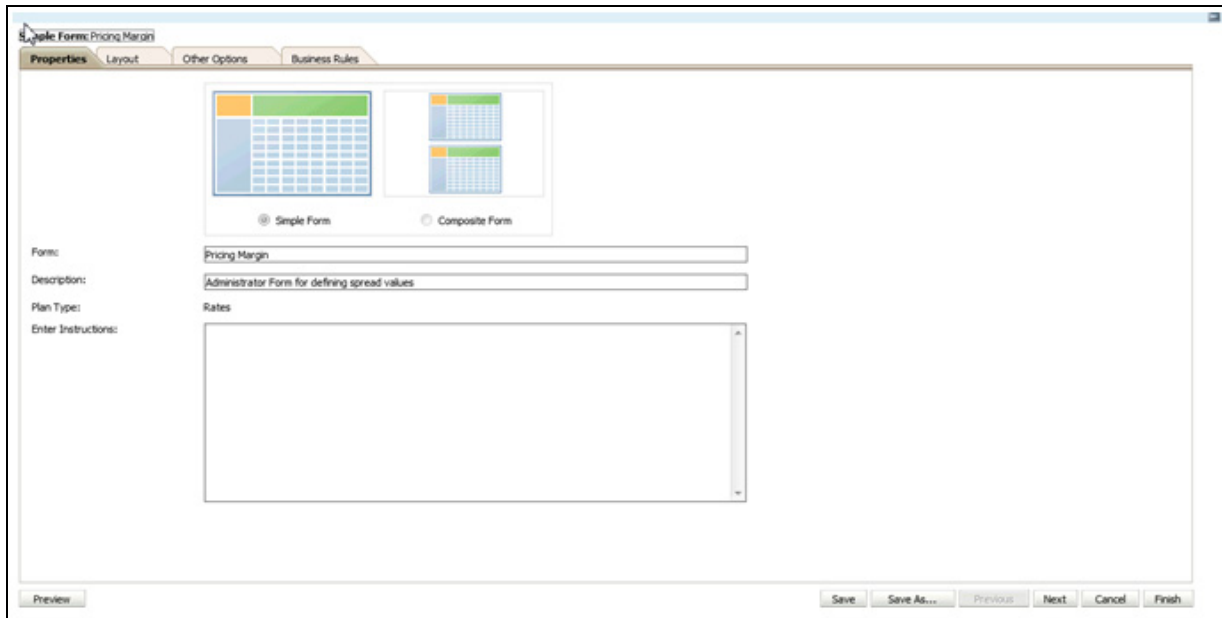 Simple Form: Pricing Margin
Properties Layout Other Options Business Rules
Simple Form Composite Form
Form: Pricing Margin
Description: Administrator Form for defining spread values
Plan Type: Rates
Enter Instructions:
Preview Save Save As... Previous Next Cancel Finish